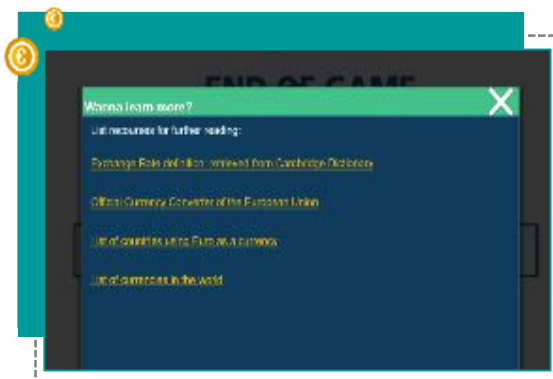 END OF GAME
Wanna learn more?
List recourses for further reading:
Exchange Rate definition: retrieved from Cambridge Dictionary
Official Currency Converter of the European Union
List of countries using Euro as a currency
List of currencies in the world